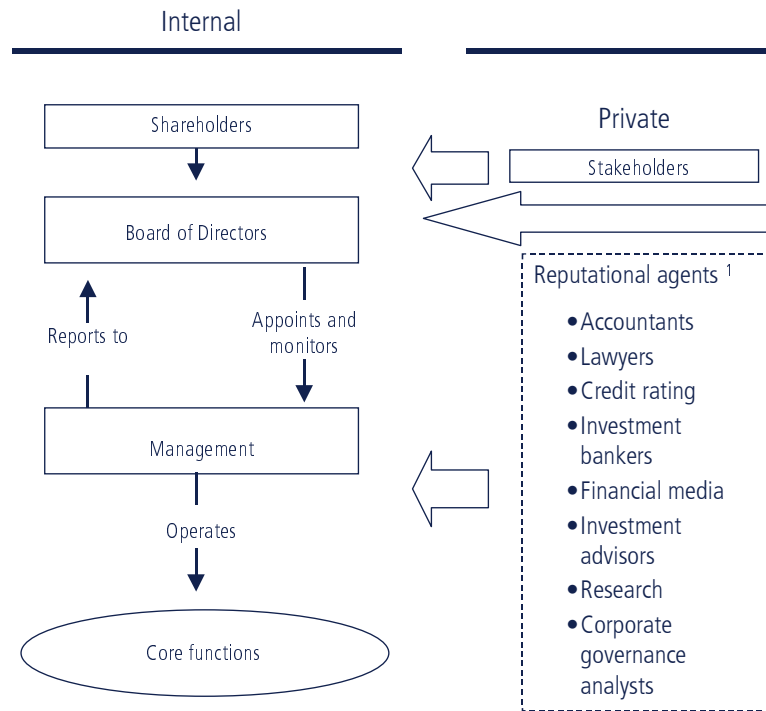 Internal
Shareholders
Board of Directors
Reports to
Appoints and
monitors
Management
Operates
Core functions
Private
Stakeholders
Reputational agents 1
•Accountants
•Lawyers
•Credit rating
•Investment
bankers
•Financial media
•Investment
advisors
•Research
•Corporate
governance
analysts